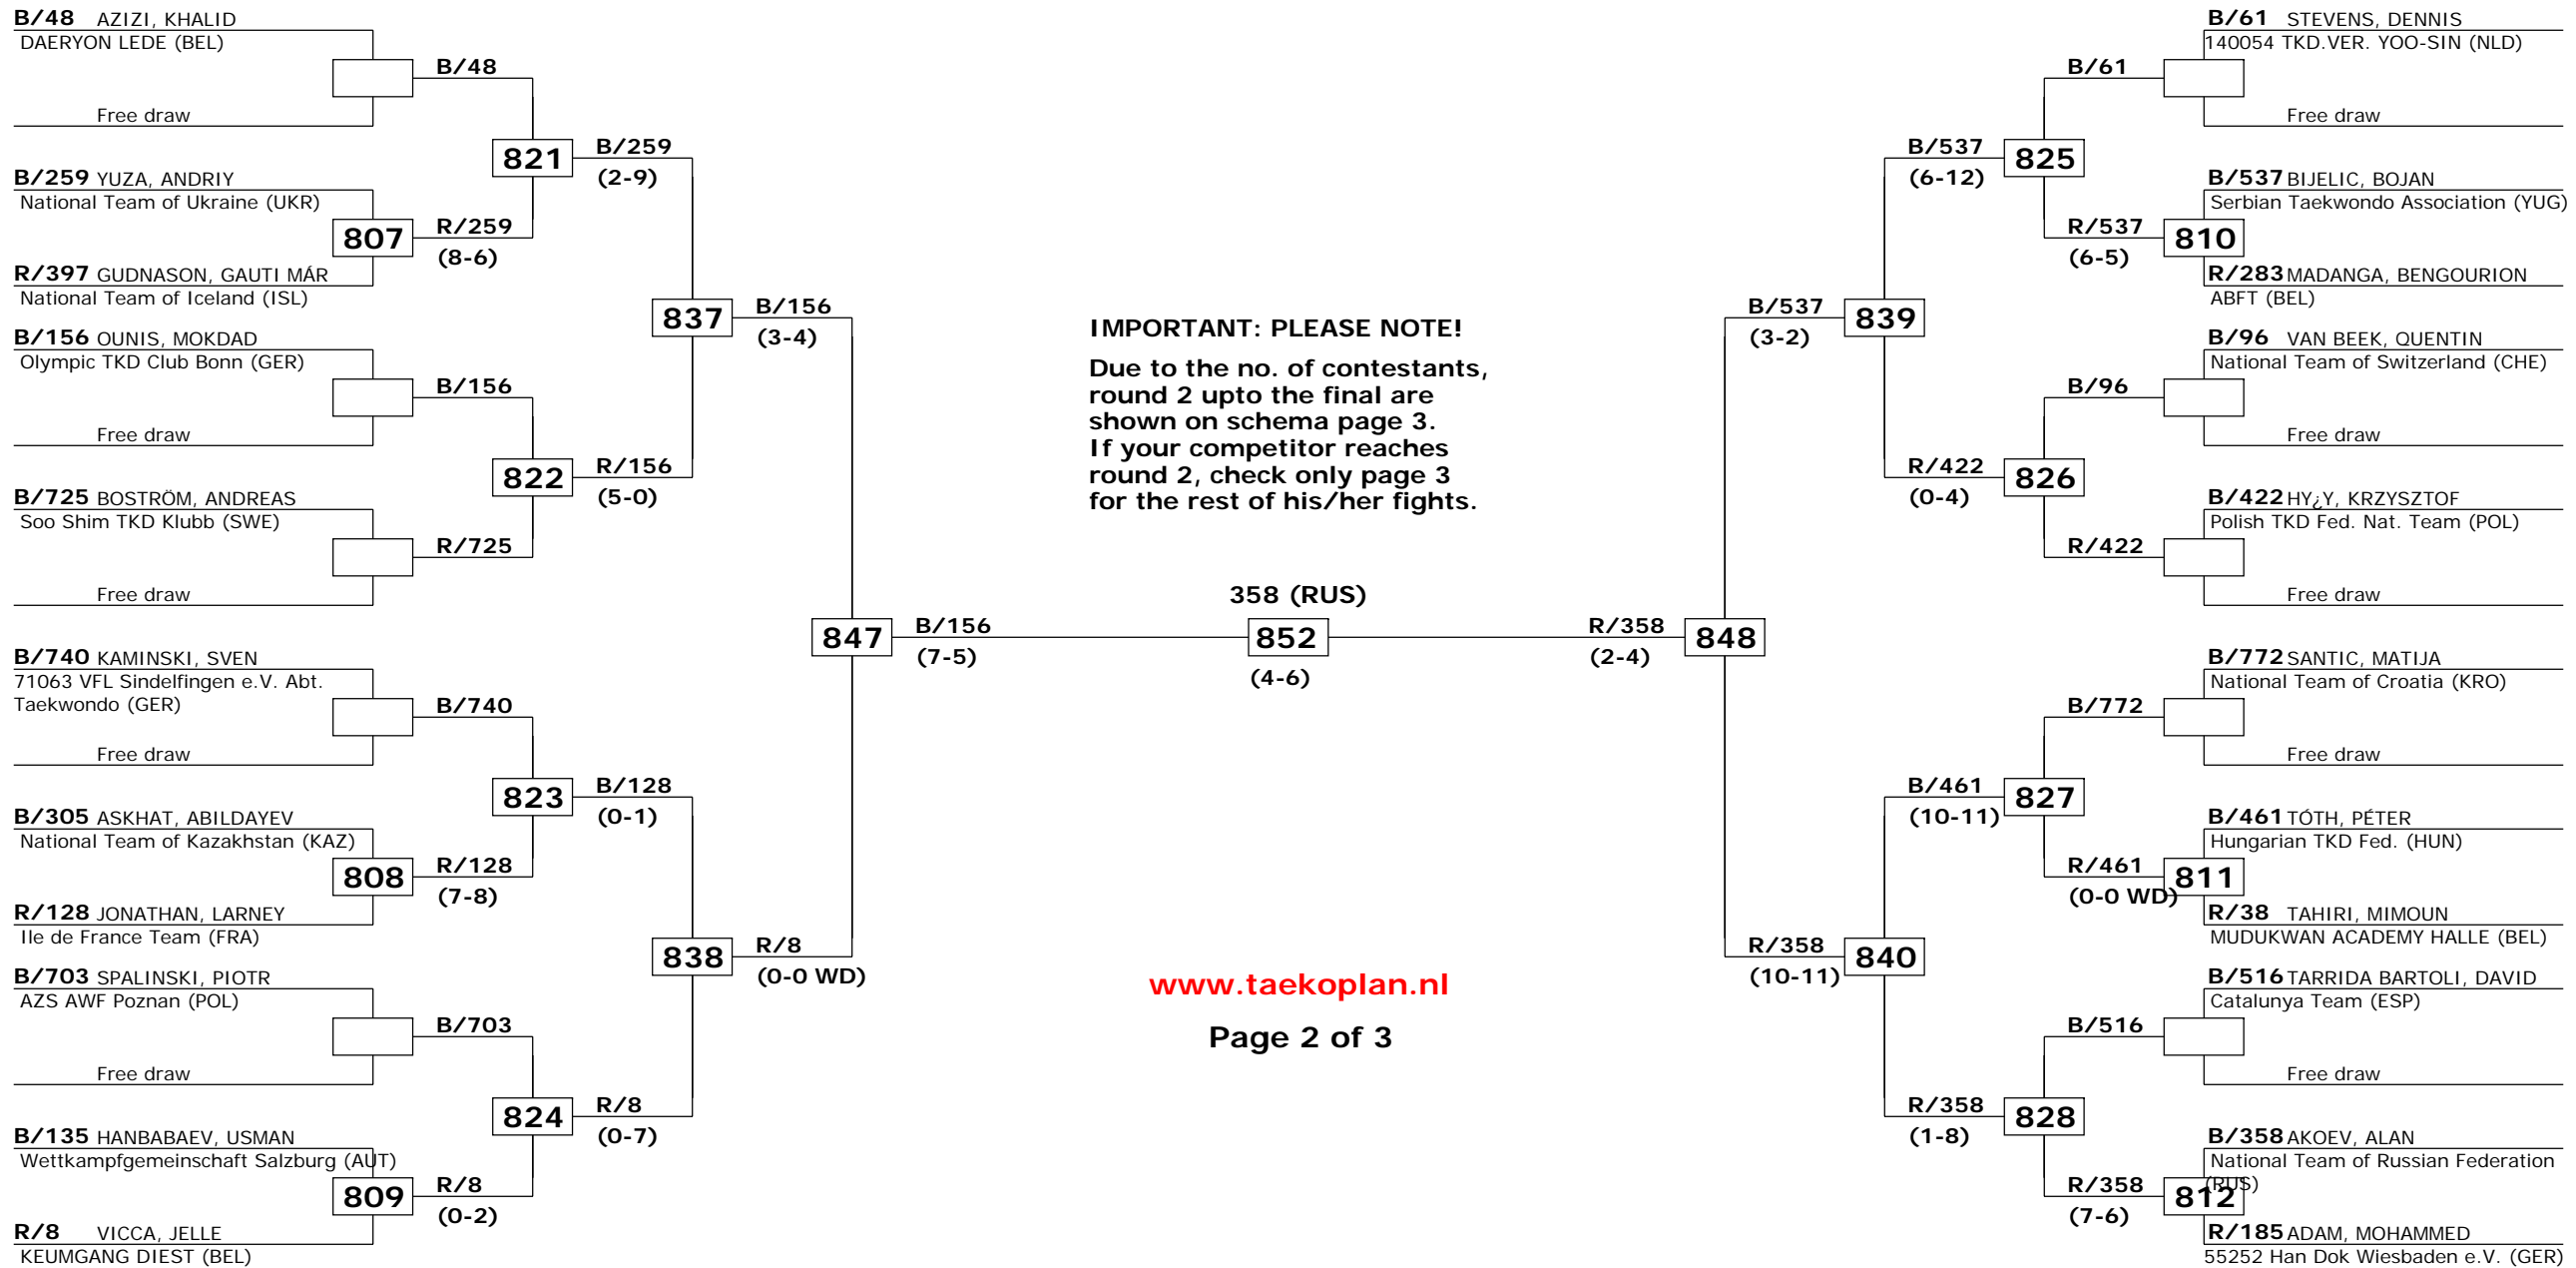 B/48 AZIZI, KHALID
DAERYON LEDE (BEL)
B/48
Free draw
821
B/259
(2-9)
B/259 YUZA, ANDRIY
National Team of Ukraine (UKR)
807
R/259
(8-6)
R/397 GUDNASON, GAUTI MÁR
National Team of Iceland (ISL)
837
B/156
(3-4)
B/156 OUNIS, MOKDAD
Olympic TKD Club Bonn (GER)
B/156
Free draw
822
R/156
(5-0)
B/725 BOSTRÖM, ANDREAS
Soo Shim TKD Klubb (SWE)
R/725
Free draw
847
B/156
(7-5)
B/740 KAMINSKI, SVEN
71063 VFL Sindelfingen e.V. Abt.
Taekwondo (GER)
B/740
Free draw
823
B/128
(0-1)
B/305 ASKHAT, ABILDAYEV
National Team of Kazakhstan (KAZ)
808
R/128
(7-8)
R/128 JONATHAN, LARNEY
Ile de France Team (FRA)
838
R/8
(0-0 WD)
B/703 SPALINSKI, PIOTR
AZS AWF Poznan (POL)
B/703
Free draw
824
R/8
(0-7)
B/135 HANBABAEV, USMAN
Wettkampfgemeinschaft Salzburg (AUT)
809
R/8
(0-2)
R/8 VICCA, JELLE
KEUMGANG DIEST (BEL)
IMPORTANT: PLEASE NOTE!
Due to the no. of contestants,
round 2 upto the final are
shown on schema page 3.
If your competitor reaches
round 2, check only page 3
for the rest of his/her fights.
358 (RUS)
852
(4-6)
www.taekoplan.nl
Page 2 of 3
B/61 STEVENS, DENNIS
140054 TKD.VER. YOO-SIN (NLD)
B/61
Free draw
B/537
(6-12)
825
B/537 BIJELIC, BOJAN
Serbian Taekwondo Association (YUG)
R/537
(6-5)
810
R/283 MADANGA, BENGOURION
ABFT (BEL)
B/537
(3-2)
839
B/96 VAN BEEK, QUENTIN
National Team of Switzerland (CHE)
B/96
Free draw
R/422
(0-4)
826
B/422 HY¿Y, KRZYSZTOF
Polish TKD Fed. Nat. Team (POL)
R/422
Free draw
R/358
(2-4)
848
B/772 SANTIC, MATIJA
National Team of Croatia (KRO)
B/772
Free draw
B/461
(10-11)
827
B/461 TÓTH, PÉTER
Hungarian TKD Fed. (HUN)
R/461
(0-0 WD)
811
R/38 TAHIRI, MIMOUN
MUDUKWAN ACADEMY HALLE (BEL)
R/358
(10-11)
840
B/516 TARRIDA BARTOLI, DAVID
Catalunya Team (ESP)
B/516
Free draw
R/358
(1-8)
828
B/358 AKOEV, ALAN
National Team of Russian Federation
(RUS)
R/358
(7-6)
812
R/185 ADAM, MOHAMMED
55252 Han Dok Wiesbaden e.V. (GER)